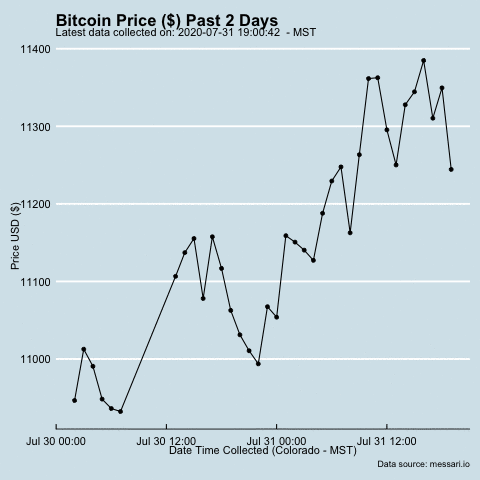 Bitcoin Price ($) Past 2 Days
Latest data collected on: 2020-07-31 19:00:42 - MST
11400
11300
11200
11100
11000
Price USD ($)
Jul 30 00:00 Jul 30 12:00 Jul 31 00:00 Jul 31 12:00
Date Time Collected (Colorado - MST)
Data source: messari.io